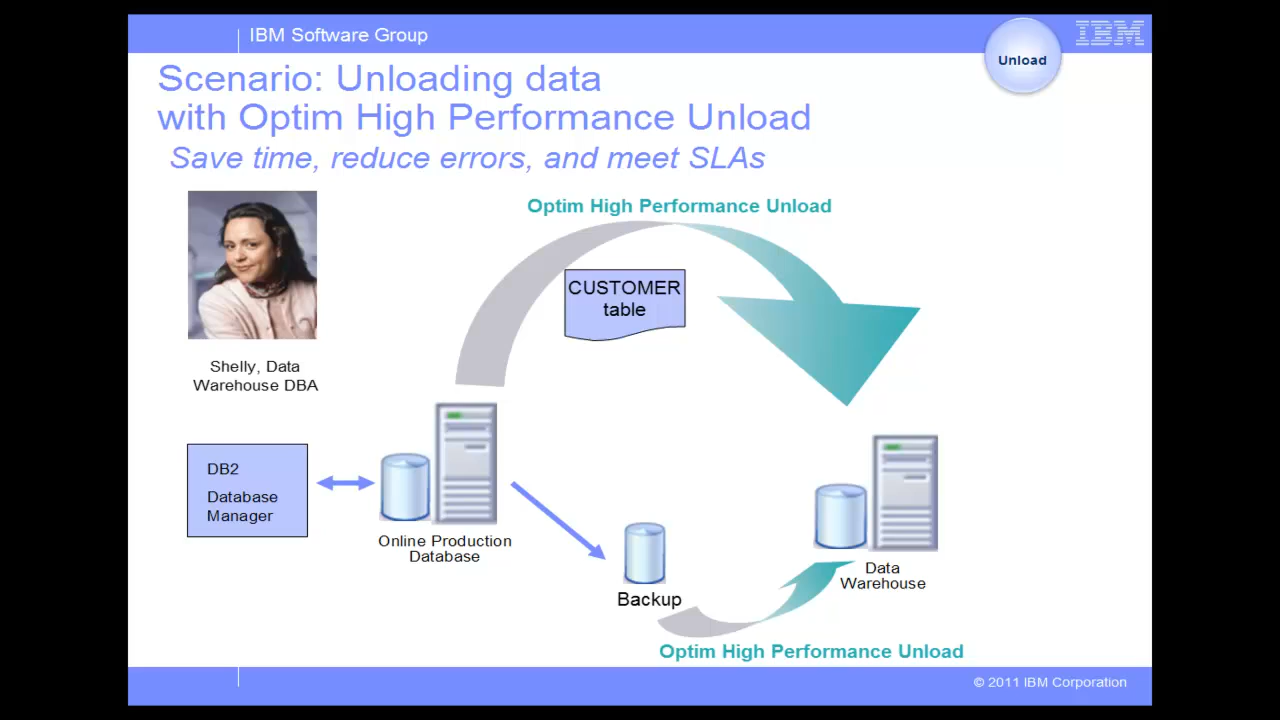 IBM Software Group
IBM
Unload
Scenario: Unloading data
with Optim High Performance Unload
Save time, reduce errors, and meet SLAs
Optim High Performance Unload
CUSTOMER
table
Shelly, Data
Warehouse DBA
DB2
Database
Manager
Online Production
Database
Backup
Data
Warehouse
Optim High Performance Unload
© 2011 IBM Corporation